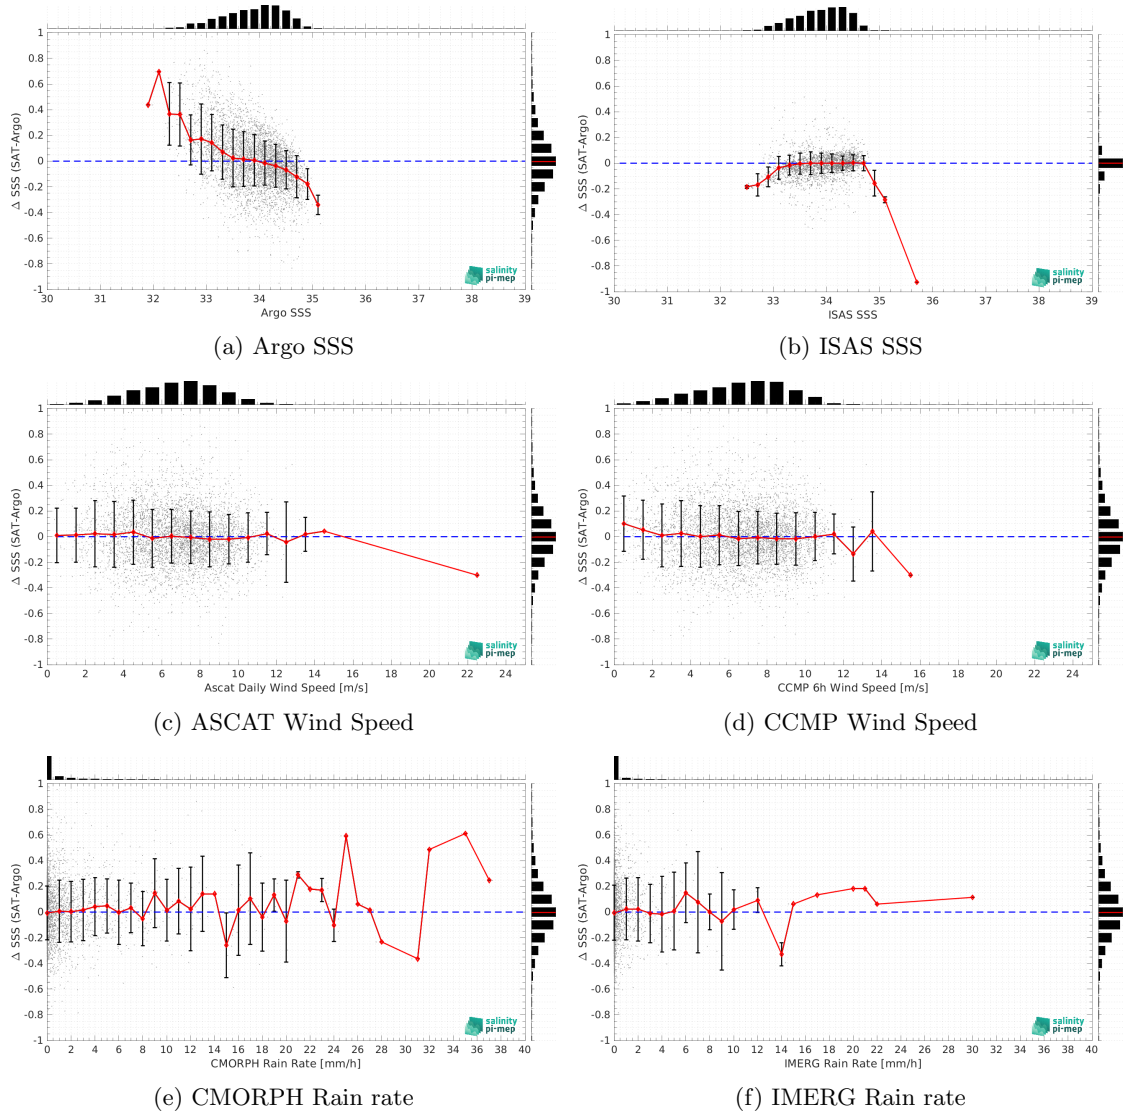 1
0.8
0.6
0.4
0.2
0
-0.2
-0.4
-0.6
-0.8
-1
Δ SSS (SAT-Argo)
salinity
pi-mep
30 31 32 33 34 35 36 37 38 39
Argo SSS
(a) Argo SSS
1
0.8
0.6
0.4
0.2
0
-0.2
-0.4
-0.6
-0.8
-1
Δ SSS (SAT-Argo)
salinity
pi-mep
30 31 32 33 34 35 36 37 38 39
ISAS SSS
(b) ISAS SSS
1
0.8
0.6
0.4
0.2
0
-0.2
-0.4
-0.6
-0.8
-1
Δ SSS (SAT-Argo)
salinity
pi-mep
0 2 4 6 8 10 12 14 16 18 20 22 24
Ascat Daily Wind Speed [m/s]
(c) ASCAT Wind Speed
1
0.8
0.6
0.4
0.2
0
-0.2
-0.4
-0.6
-0.8
-1
Δ SSS (SAT-Argo)
salinity
pi-mep
0 2 4 6 8 10 12 14 16 18 20 22 24
CCMP 6h Wind Speed [m/s]
(d) CCMP Wind Speed
1
0.8
0.6
0.4
0.2
0
-0.2
-0.4
-0.6
-0.8
-1
Δ SSS (SAT-Argo)
salinity
pi-mep
0 2 4 6 8 10 12 14 16 18 20 22 24 26 28 30 32 34 36 38 40
CMORPH Rain Rate [mm/h]
(e) CMORPH Rain rate
1
0.8
0.6
0.4
0.2
0
-0.2
-0.4
-0.6
-0.8
-1
Δ SSS (SAT-Argo)
salinity
pi-mep
0 2 4 6 8 10 12 14 16 18 20 22 24 26 28 30 32 34 36 38 40
IMERG Rain Rate [mm/h]
(f) IMERG Rain rate